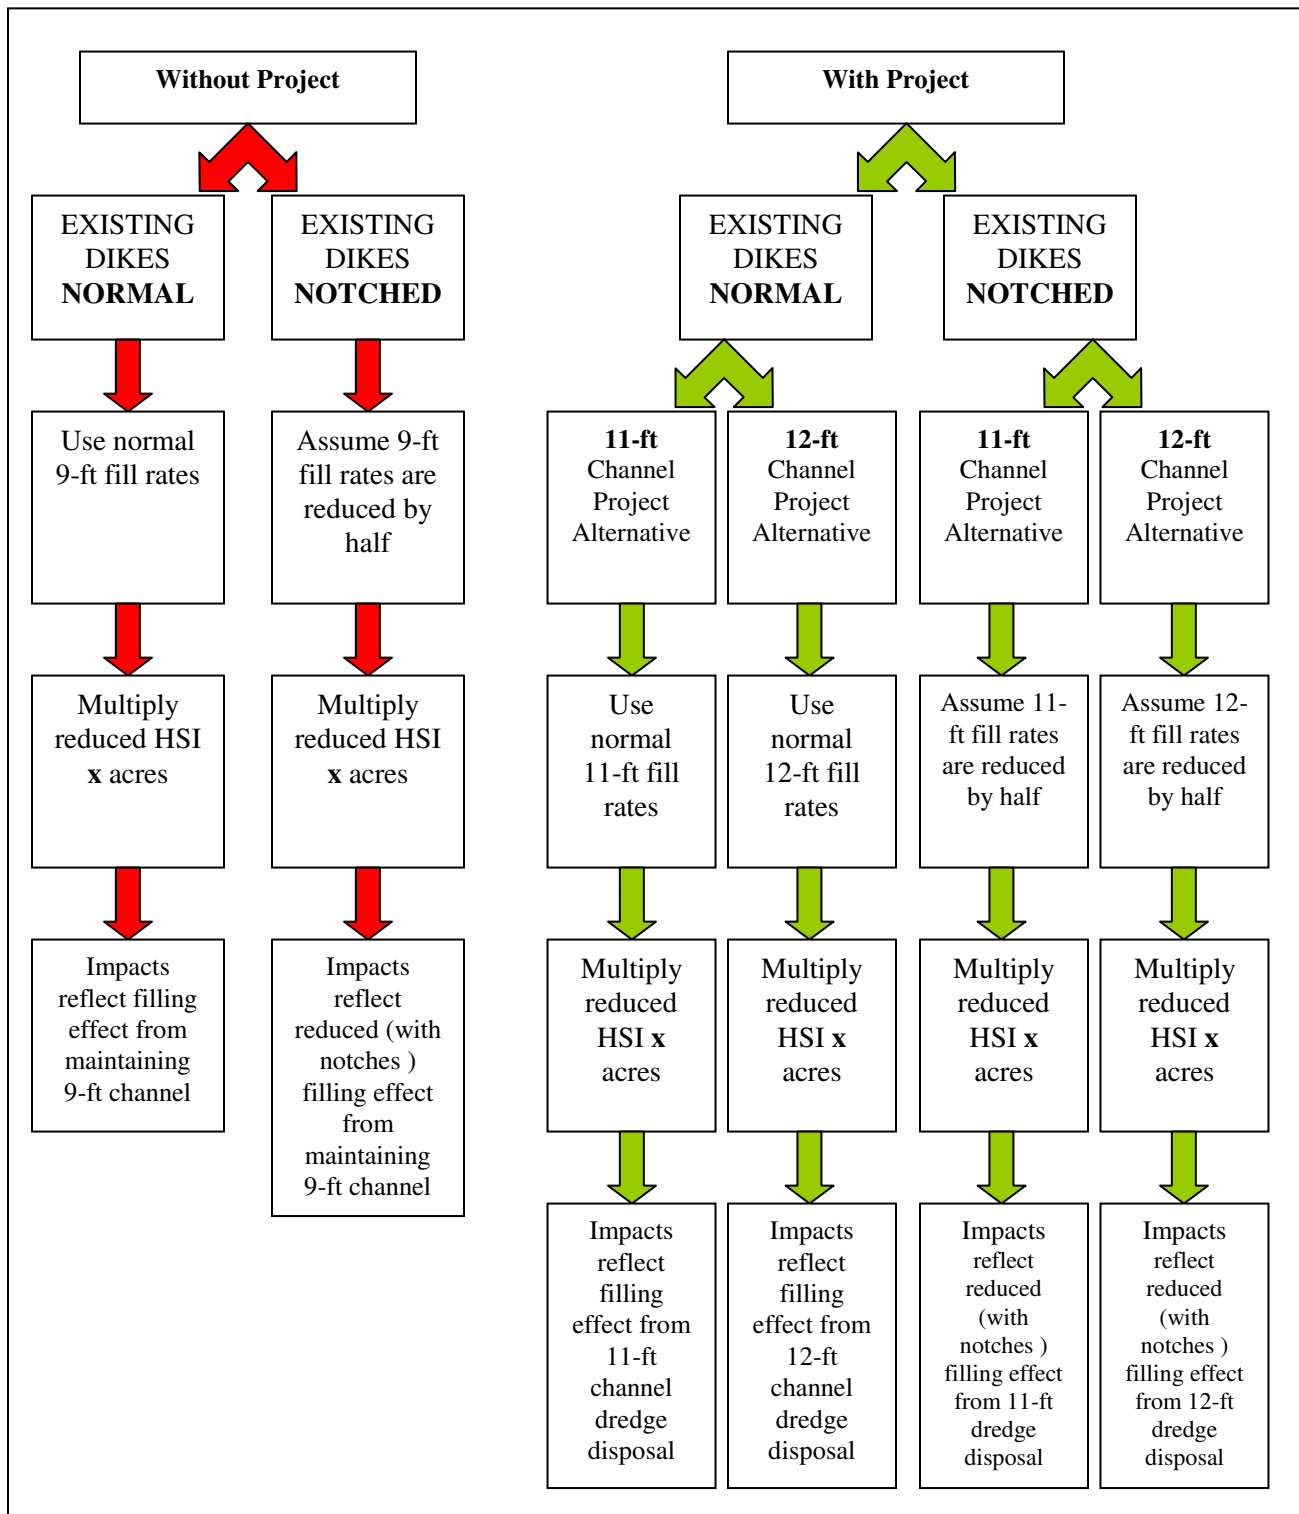 Without Project
With Project
EXISTING
DIKES
NORMAL
EXISTING
DIKES
NOTCHED
EXISTING
DIKES
NORMAL
EXISTING
DIKES
NOTCHED
Use normal
9-ft fill rates
Assume 9-ft
fill rates are
reduced by
half
11-ft
Channel
Project
Alternative
12-ft
Channel
Project
Alternative
11-ft
Channel
Project
Alternative
12-ft
Channel
Project
Alternative
Multiply
reduced HSI
x acres
Multiply
reduced HSI
x acres
Use
normal
11-ft fill
rates
Use
normal
12-ft fill
rates
Assume 11-
ft fill rates
are reduced
by half
Assume 12-
ft fill rates
are reduced
by half
Impacts
reflect filling
effect from
maintaining
9-ft channel
Impacts
reflect
reduced (with
notches )
filling effect
from
maintaining
9-ft channel
Multiply
reduced
HSI x
acres
Multiply
reduced
HSI x
acres
Multiply
reduced
HSI x
acres
Multiply
reduced
HSI x
acres
Impacts
reflect
filling
effect from
11-ft
channel
dredge
disposal
Impacts
reflect
filling
effect from
12-ft
channel
dredge
disposal
Impacts
reflect
reduced
(with
notches )
filling effect
from 11-ft
dredge
disposal
Impacts
reflect
reduced
(with
notches )
filling effect
from 12-ft
dredge
disposal